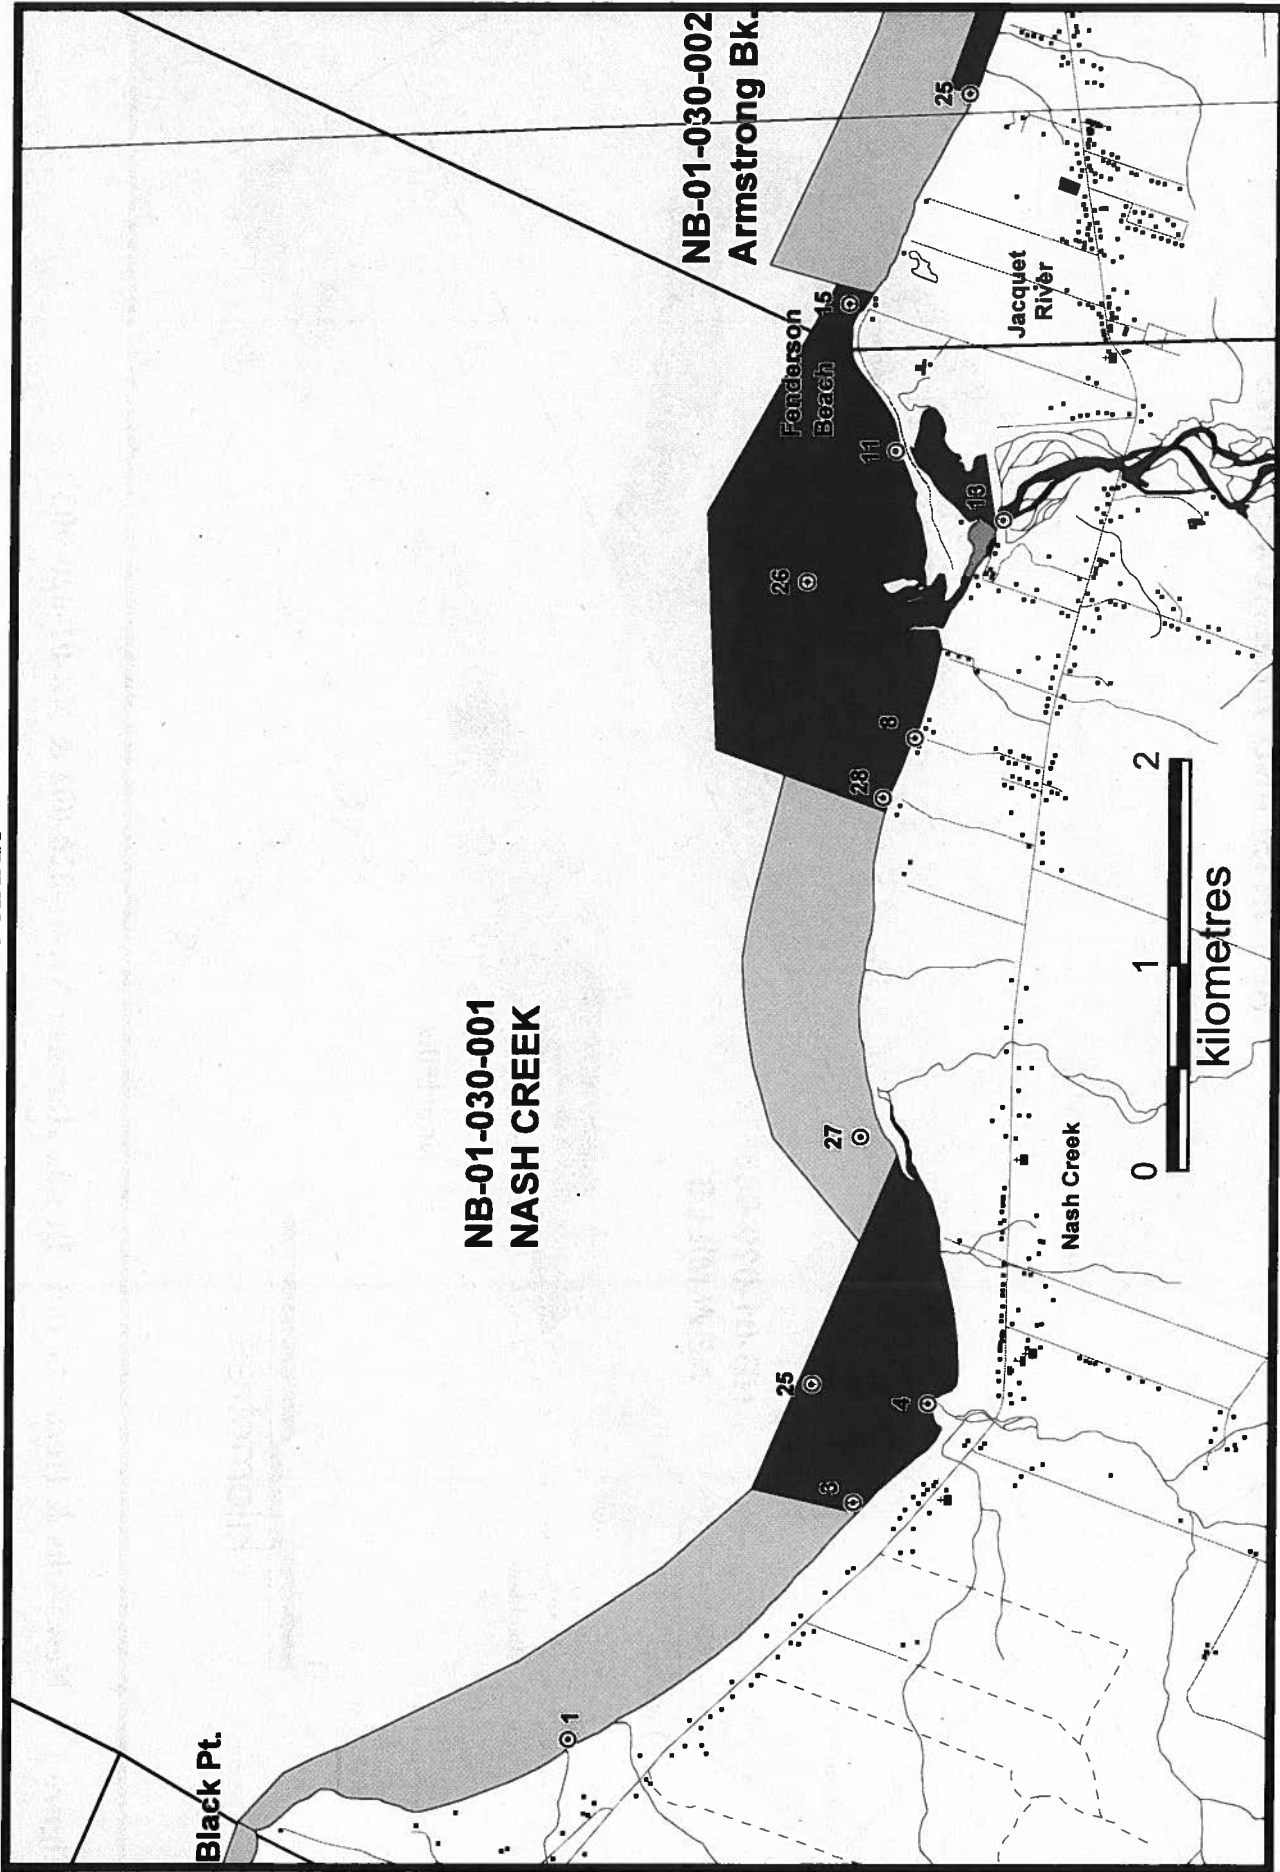 Black Pt.
NB-01-030-001
NASH CREEK
NB-01-030-002
Armstrong Bk.
1
3
25
4
27
28
8
26
11
13
Fenderson
Beach
15
25
Nash Creek
Jacquet
River
0
1
2
kilometres